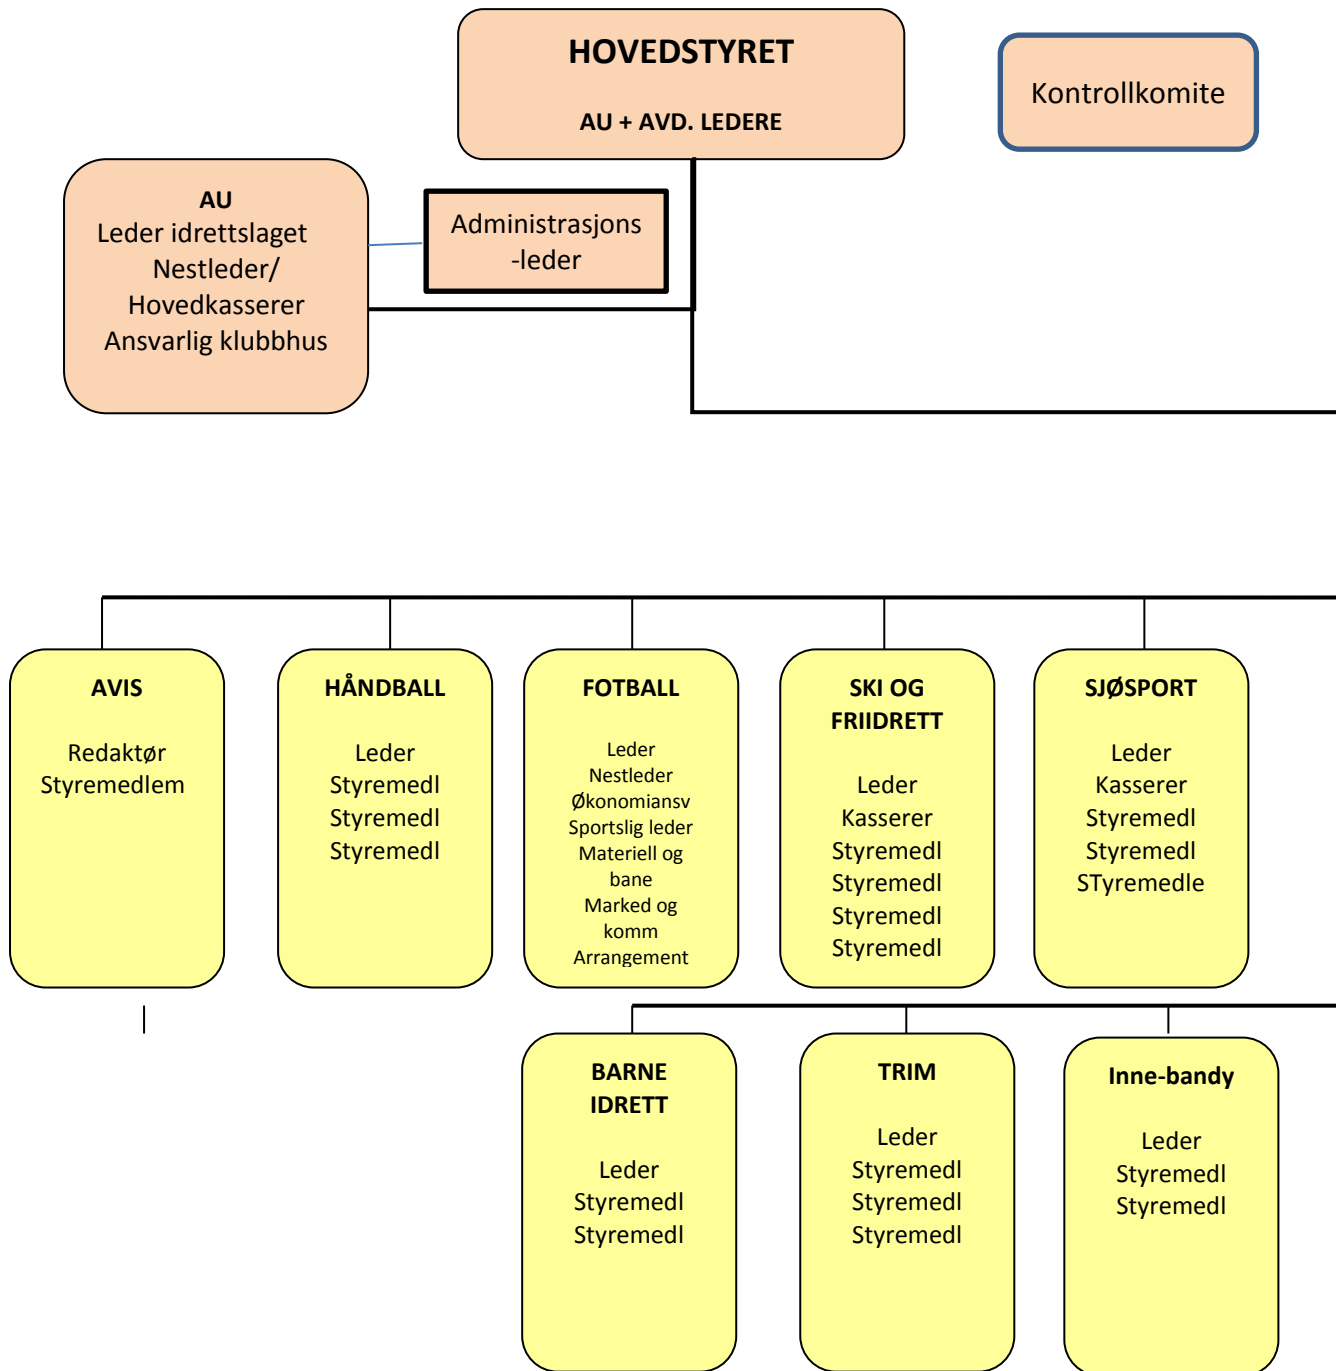 HOVEDSTYRET
AU + AVD. LEDERE
Kontrollkomite
AU
Leder idrettslaget
Nestleder/
Hovedkasserer
Ansvarlig klubbhus
Administrasjons
-leder
AVIS
Redaktør
Styremedlem
HÅNDBALL
Leder
Styremedl
Styremedl
Styremedl
FOTBALL
Leder
Nestleder
Økonomiansv
Sportslig leder
Materiell og
bane
Marked og
komm
Arrangement
SKI OG
FRIIDRETT
Leder
Kasserer
Styremedl
Styremedl
Styremedl
Styremedl
SJØSPORT
Leder
Kasserer
Styremedl
Styremedl
STyremedle
BARNE
IDRETT
Leder
Styremedl
Styremedl
TRIM
Leder
Styremedl
Styremedl
Styremedl
Inne-bandy
Leder
Styremedl
Styremedl